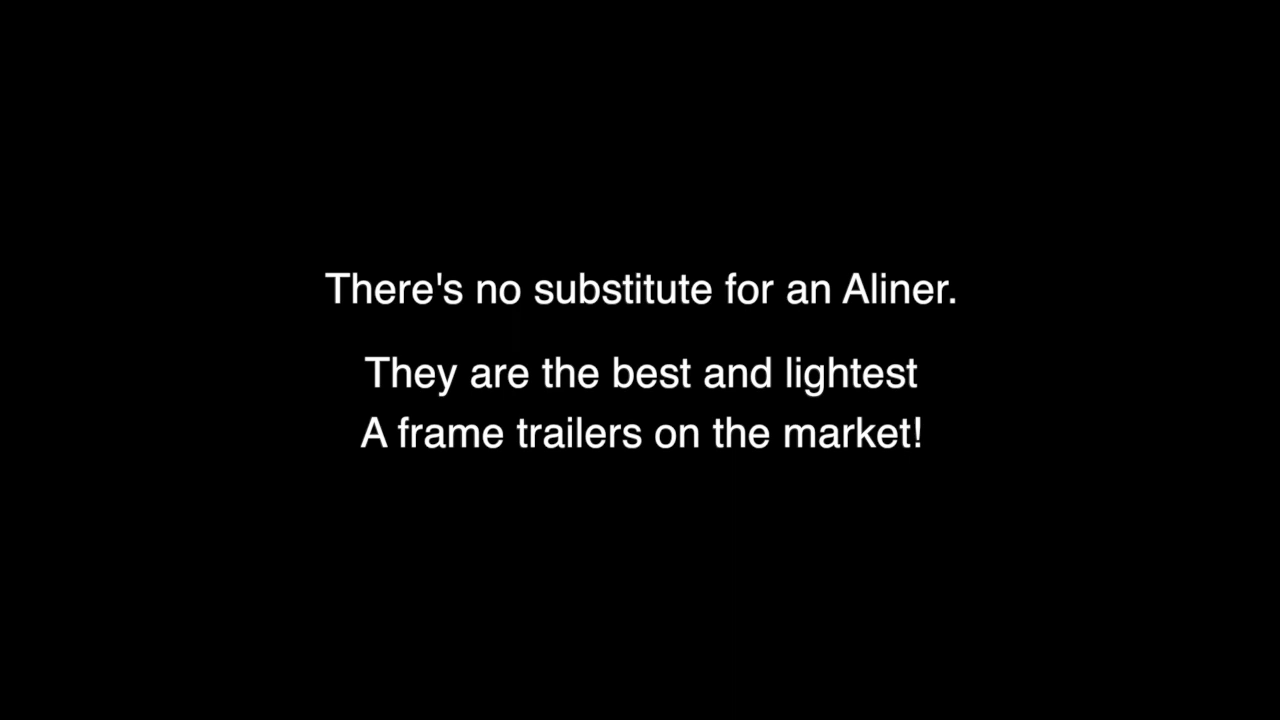 There's no substitute for an Aliner.
They are the best and lightest
A frame trailers on the market!